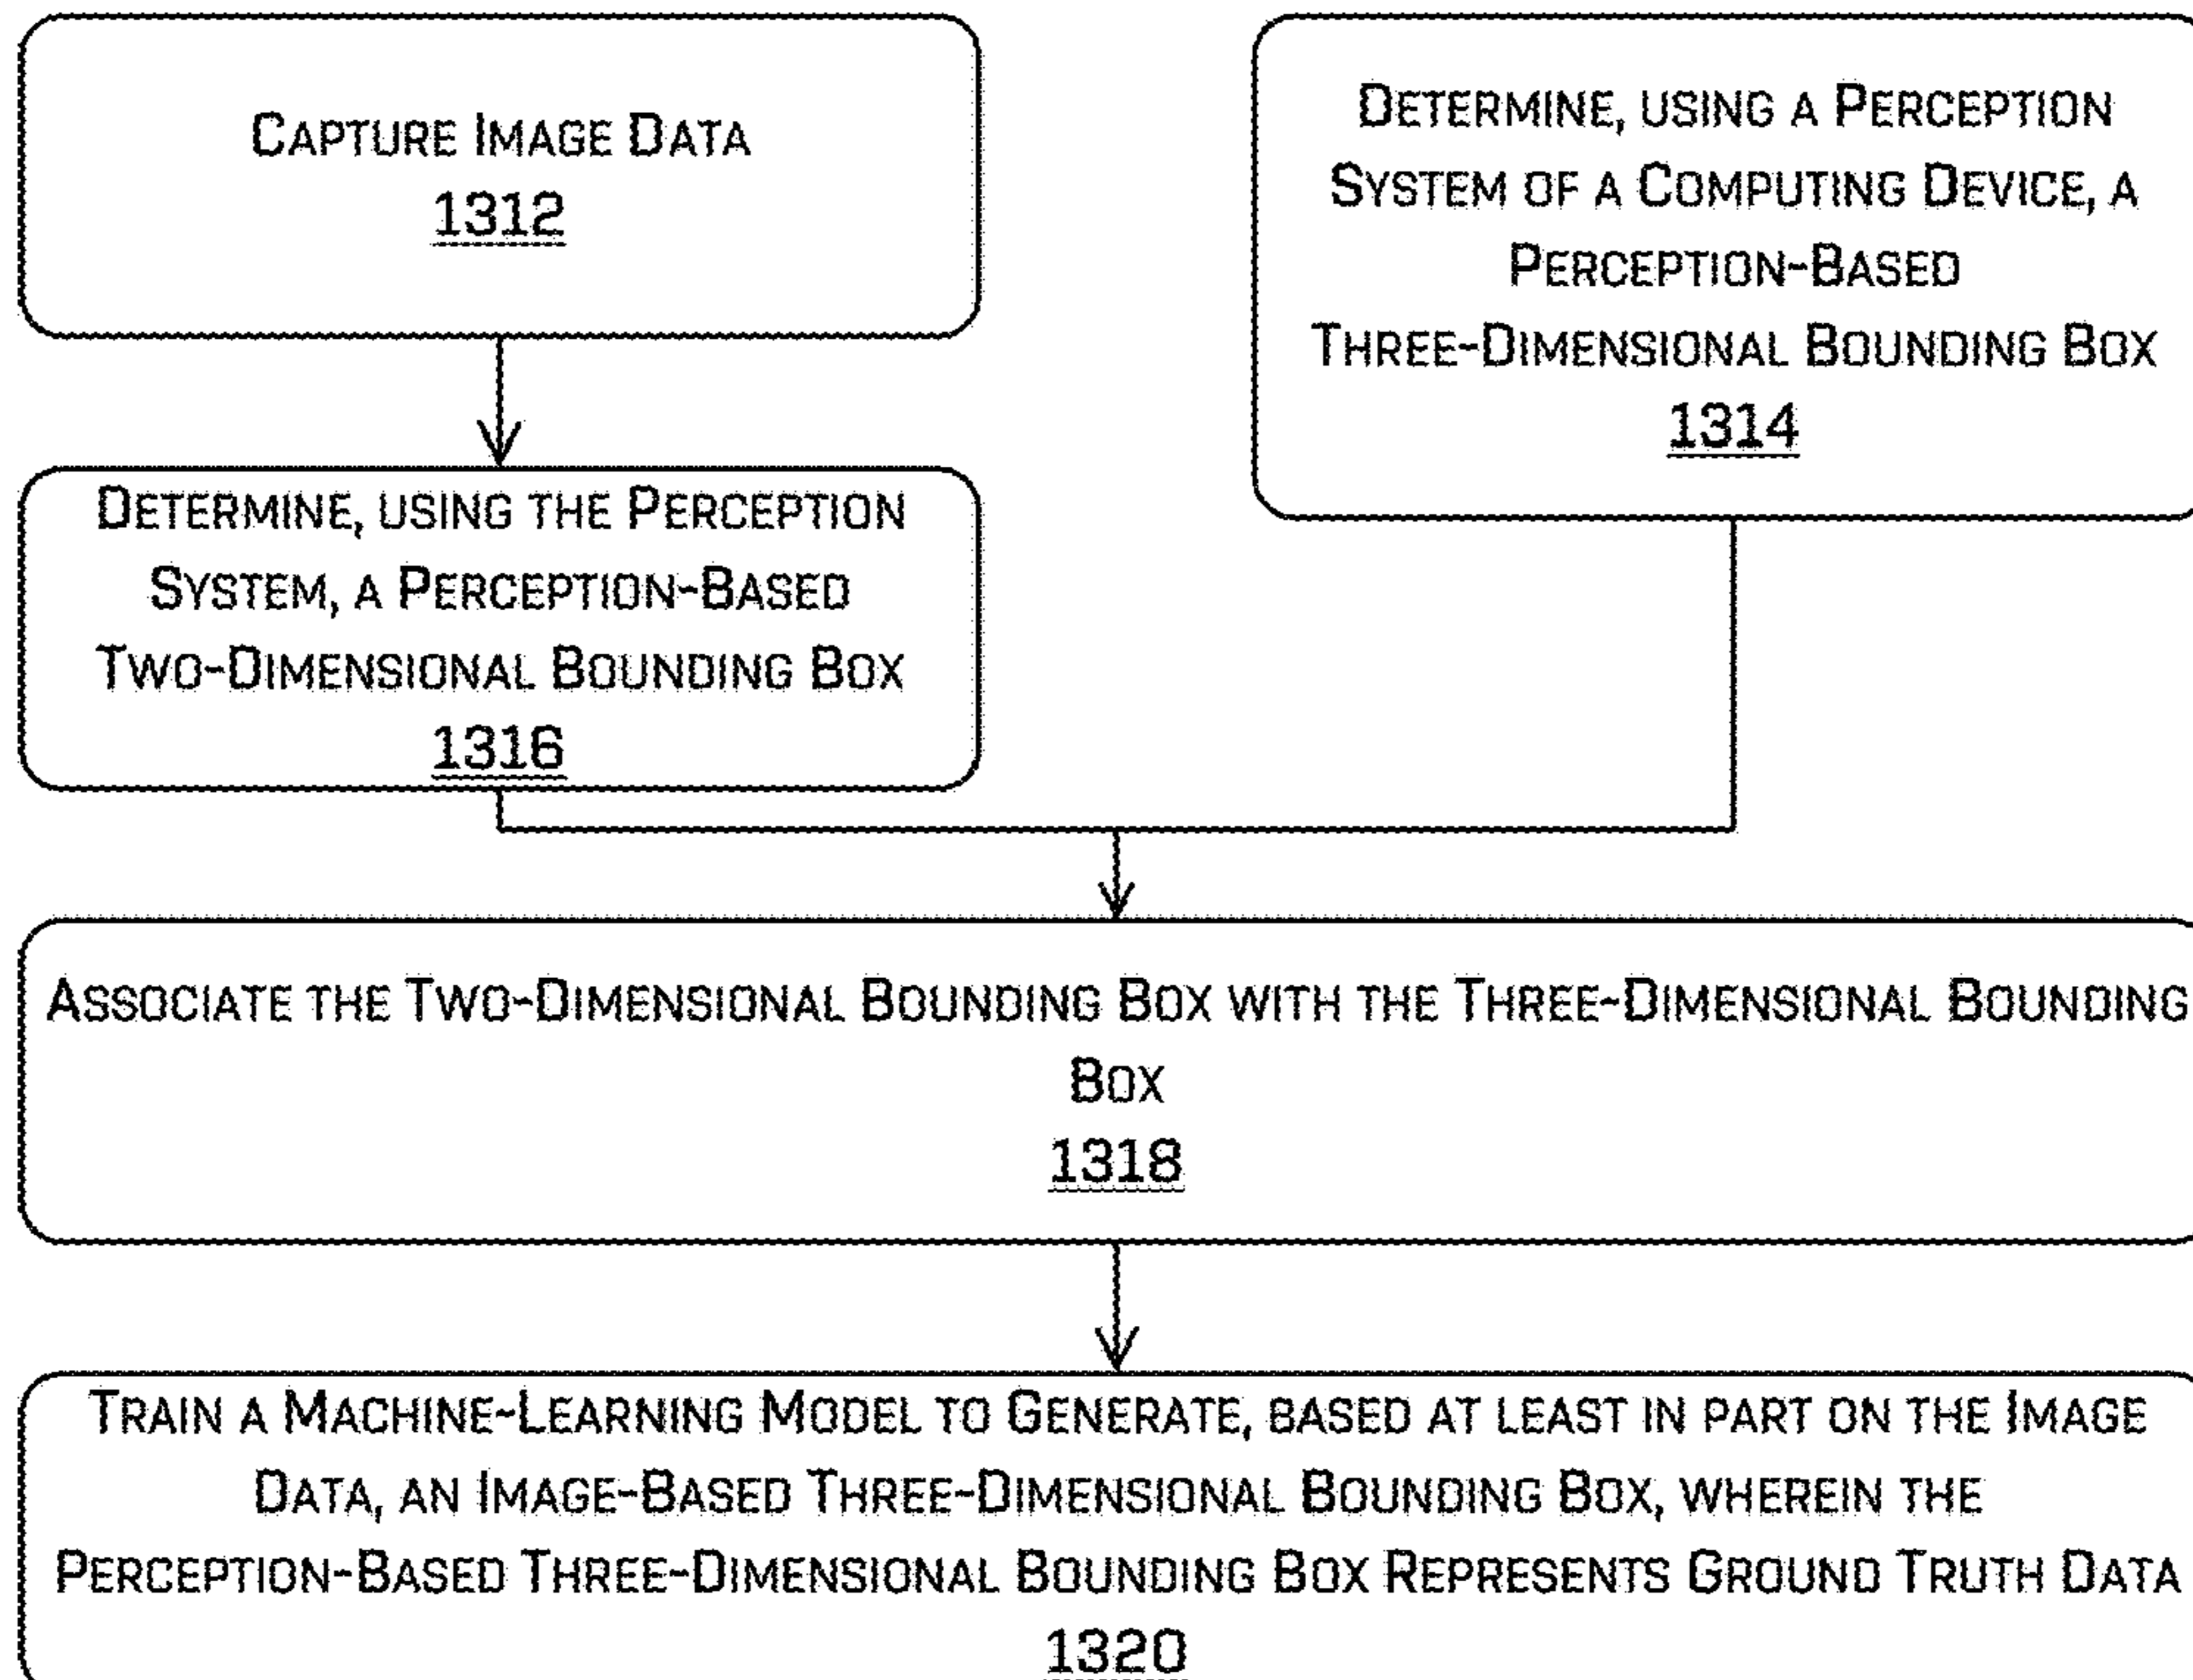 Capture Image Data
1312
Determine, using a Perception
System of a Computing Device, a
Perception-Based
Three-Dimensional Bounding Box
1314
Determine, using the Perception
System, a Perception-Based
Two-Dimensional Bounding Box
1316
Associate the Two-Dimensional Bounding Box with the Three-Dimensional Bounding
Box
1318
Train a Machine-Learning Model to Generate, based at least in part on the Image
Data, an Image-Based Three-Dimensional Bounding Box, wherein the
Perception-Based Three-Dimensional Bounding Box Represents Ground Truth Data
1320